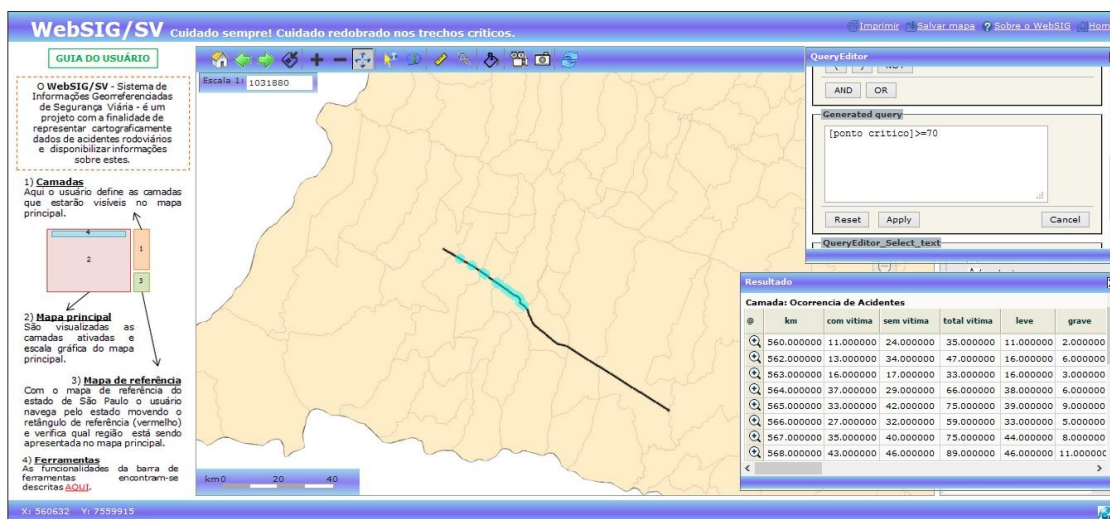 WebSIG/SV Cuidado sempre! Cuidado redobrado nos trechos críticos.
Imprimir Salvar mapa Sobre o WebSIG Hom
GUIA DO USUÁRIO
O WebSIG/SV - Sistema de
Informações Georreferenciadas
de Segurança Viária - é um
projeto com a finalidade de
representar cartograficamente
dados de acidentes rodoviários
e disponibilizar informações
sobre estes.
1) Camadas
Aqui o usuário define as camadas
que estarão visíveis no mapa
principal.
4
2
1
3
2) Mapa principal
São visualizadas as
camadas ativadas e
escala gráfica do mapa
principal.
3) Mapa de referência
Com o mapa de referência do
estado de São Paulo o usuário
navega pelo estado movendo o
retângulo de referência (vermelho)
e verifica qual região está sendo
apresentada no mapa principal.
4) Ferramentas
As funcionalidades da barra de
ferramentas encontram-se
descritas AQUI.
Escala 1: 1031880
km0 20 40
QueryEditor
AND OR
Generated query
[ponto critico]>=70
Reset Apply Cancel
QueryEditor_Select_text
Resultado
Camada: Ocorrencia de Acidentes
@ km com vitima sem vitima total vitima leve grave
560.000000 11.000000 24.000000 35.000000 11.000000 2.000000
562.000000 13.000000 34.000000 47.000000 16.000000 6.000000
563.000000 16.000000 17.000000 33.000000 16.000000 3.000000
564.000000 37.000000 29.000000 66.000000 38.000000 6.000000
565.000000 33.000000 42.000000 75.000000 39.000000 9.000000
566.000000 27.000000 32.000000 59.000000 33.000000 5.000000
567.000000 35.000000 40.000000 75.000000 44.000000 8.000000
568.000000 43.000000 46.000000 89.000000 46.000000 11.00000
X: 560632 Y: 7559915